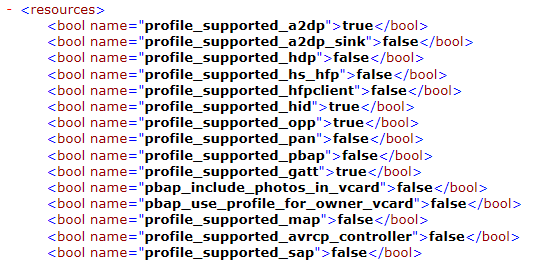 - <resources>
<bool name="profile_supported_a2dp">true</bool>
<bool name="profile_supported_a2dp_sink">false</bool>
<bool name="profile_supported_hdp">false</bool>
<bool name="profile_supported_hs_hfp">false</bool>
<bool name="profile_supported_hfpclient">false</bool>
<bool name="profile_supported_hid">true</bool>
<bool name="profile_supported_opp">true</bool>
<bool name="profile_supported_pan">false</bool>
<bool name="profile_supported_pbap">false</bool>
<bool name="profile_supported_gatt">true</bool>
<bool name="pbap_include_photos_in_vcard">false</bool>
<bool name="pbap_use_profile_for_owner_vcard">false</bool>
<bool name="profile_supported_map">false</bool>
<bool name="profile_supported_avrcp_controller">false</bool>
<bool name="profile_supported_sap">false</bool>